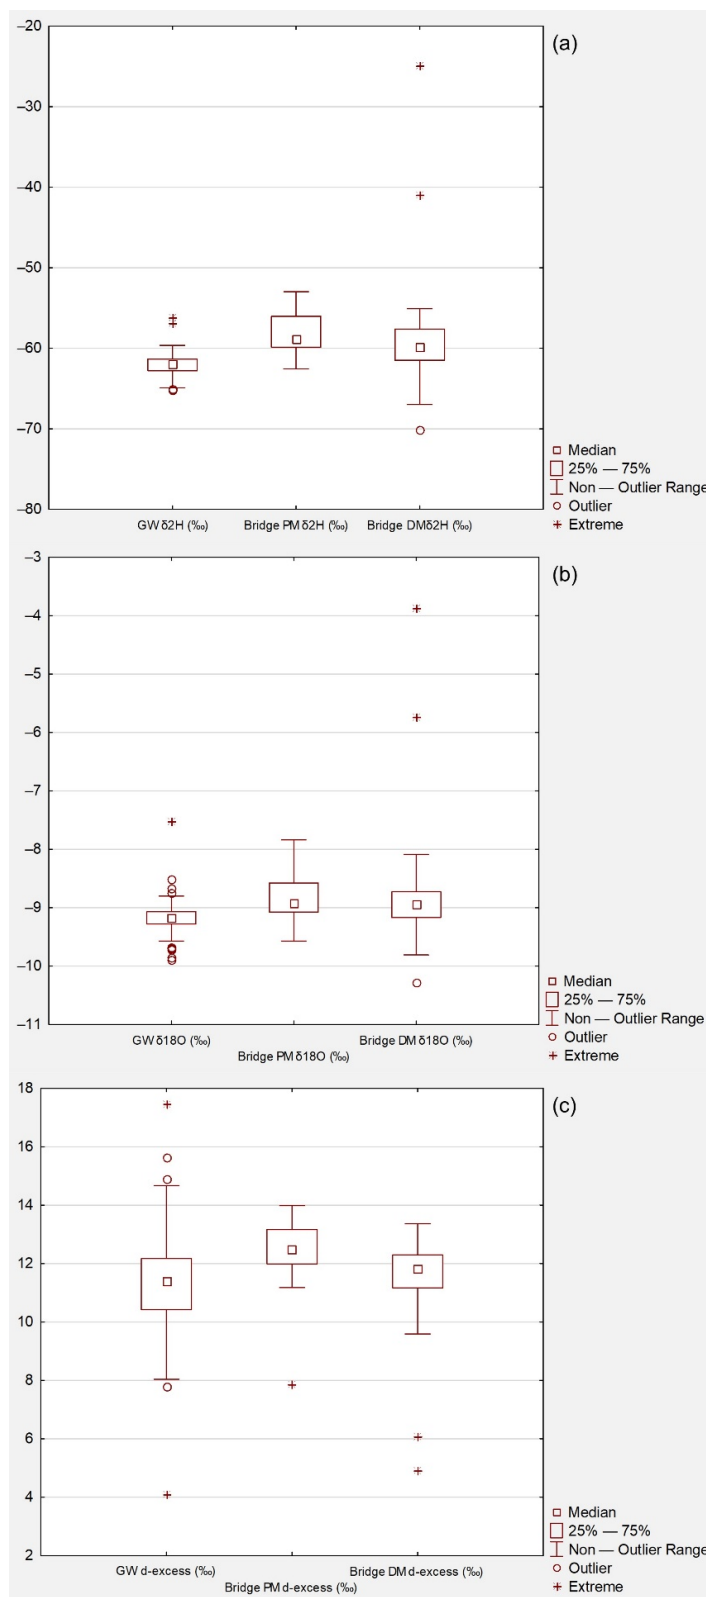 (a)
–20
–30
–40
–50
–60
–70
–80
GW δ2H (‰) Bridge PM δ2H (‰) Bridge DM δ2H (‰)
Median
25% — 75%
Non — Outlier Range
Outlier
Extreme
(b)
–3
–4
–5
–6
–7
–8
–9
–10
–11
GW δ18O (‰) Bridge DM δ18O (‰)
Bridge PM δ18O (‰)
Median
25% — 75%
Non — Outlier Range
Outlier
Extreme
(c)
18
16
14
12
10
8
6
4
2
GW d-excess (‰) Bridge DM d-excess (‰)
Bridge PM d-excess (‰)
Median
25% — 75%
Non — Outlier Range
Outlier
Extreme